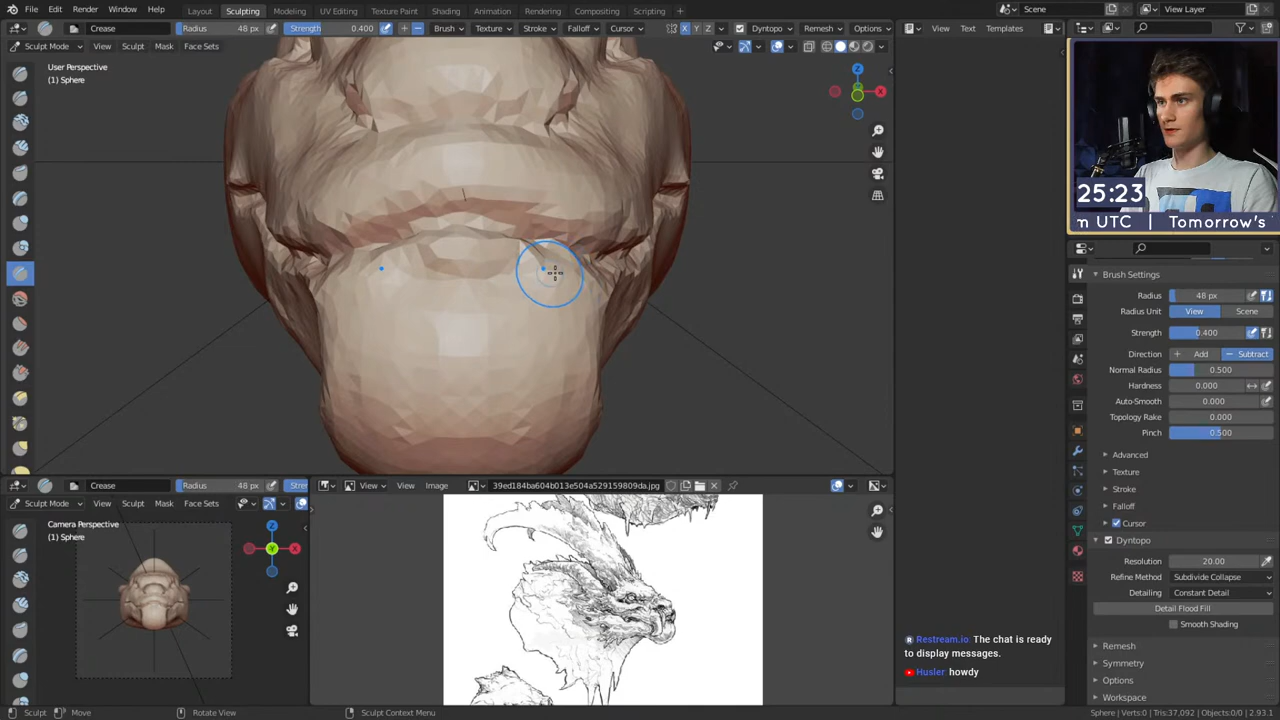 File Edit Render Window Help Layout Sculpting Modeling UV Editing Texture Paint Shading Animation Rendering Compositing Scripting + Scene View Layer
Crease Radius 48 px Strength 0.400 Brush Texture Stroke Falloff Cursor X Y Z Dyntopo Remesh Options View Text Templates
Sculpt Mode View Sculpt Mask Face Sets
User Perspective
(1) Sphere
Z
X
25:23
m UTC | Tomorrow's
Brush Settings
Radius 48 px
Radius Unit View Scene
Strength 0.400
Direction + Add − Subtract
Normal Radius 0.500
Hardness 0.000
Auto-Smooth 0.000
Topology Rake 0.000
Pinch 0.500
Advanced
Texture
Stroke
Falloff
Cursor
Dyntopo
Resolution 20.00
Refine Method Subdivide Collapse
Detailing Constant Detail
Detail Flood Fill
Smooth Shading
Remesh
Symmetry
Options
Workspace
Crease Radius 48 px Stren
Sculpt Mode View Sculpt Mask Face Sets
Camera Perspective
(1) Sphere
Z
-Y
X
View View Image 39ed184ba604b013e504a529159809da.jpg
Restream.io The chat is ready
to display messages.
Husler howdy
Sculpt Move Rotate View Sculpt Context Menu Sphere | Verts:0 | Tris:37,092 | Objects:0/0 | 2.93.1